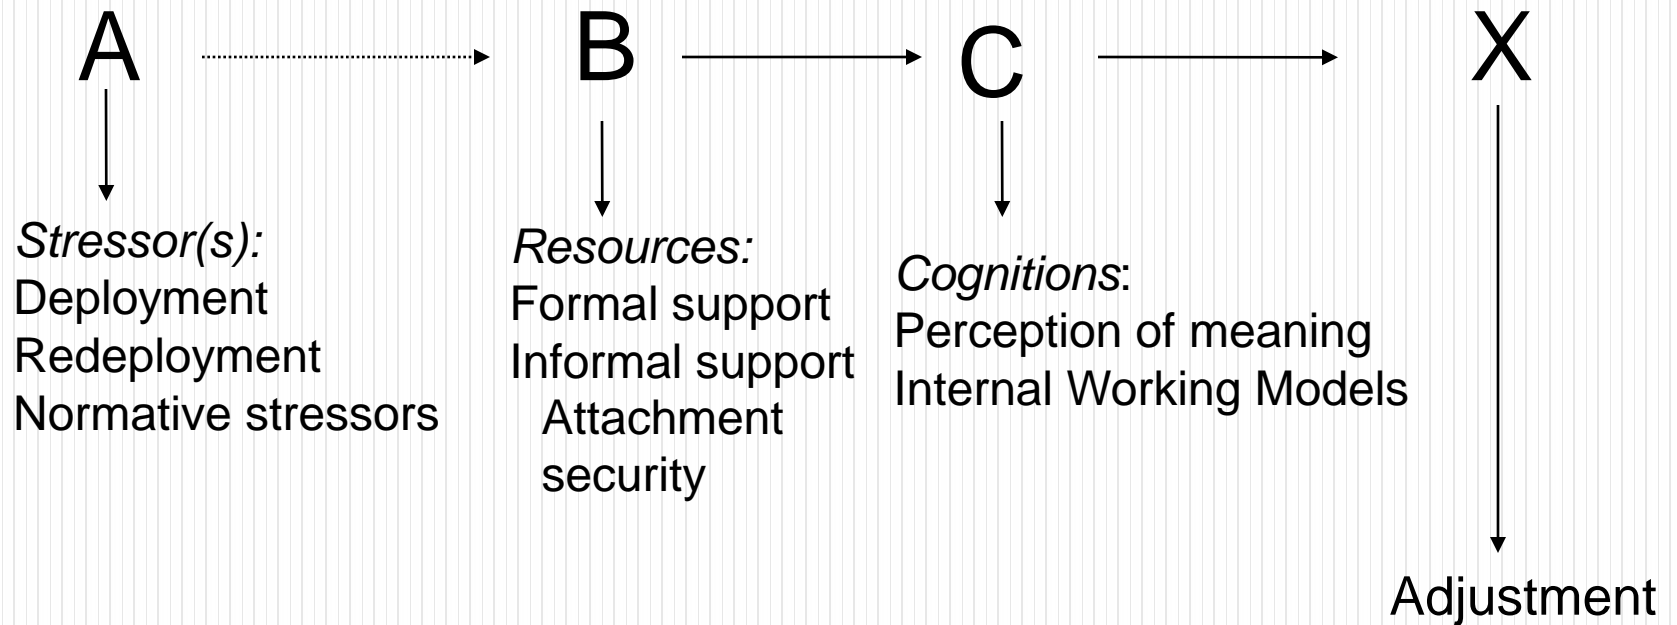 A B C X
Stressor(s):
Deployment
Redeployment
Normative stressors
Resources:
Formal support
Informal support
Attachment
security
Cognitions:
Perception of meaning
Internal Working Models
Adjustment